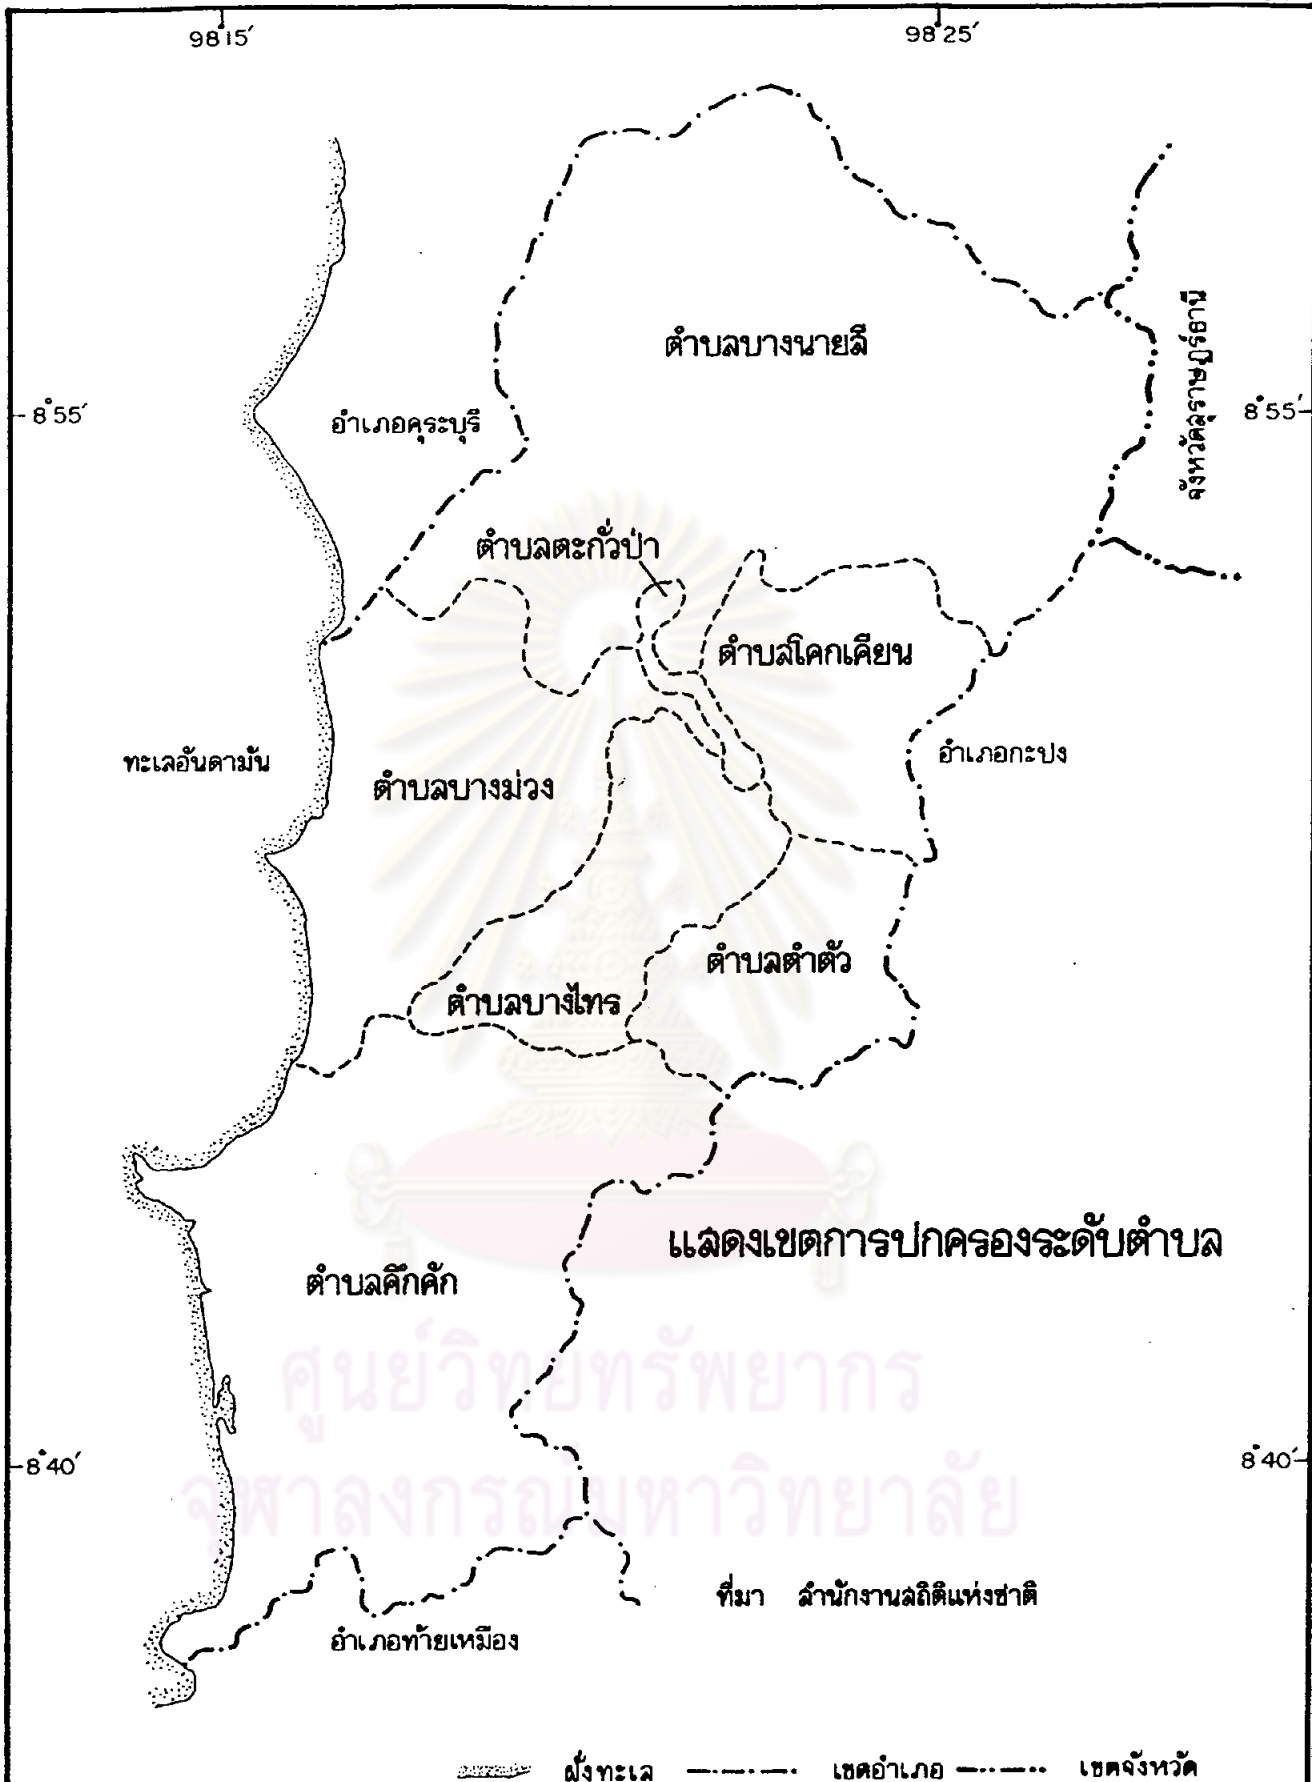 98°15′
98°25′
ตำบลบางนายสี
จังหวัดสุราษฎร์ธานี
8°55′
8°55′
อำเภอคุระบุรี
ตำบลตะกั่วป่า
ตำบลโคกเคียน
ทะเลอันดามัน
อำเภอกะปง
ตำบลบางม่วง
ตำบลตำตัว
ตำบลบางไทร
แสดงเขตการปกครองระดับตำบล
ตำบลคึกคัก
ศูนย์วิทยทรัพยากร
8°40′
8°40′
จุฬาลงกรณ์มหาวิทยาลัย
ที่มา สำนักงานสถิติแห่งชาติ
อำเภอท้ายเหมือง
ฝั่งทะเล เขตอำเภอ เขตจังหวัด